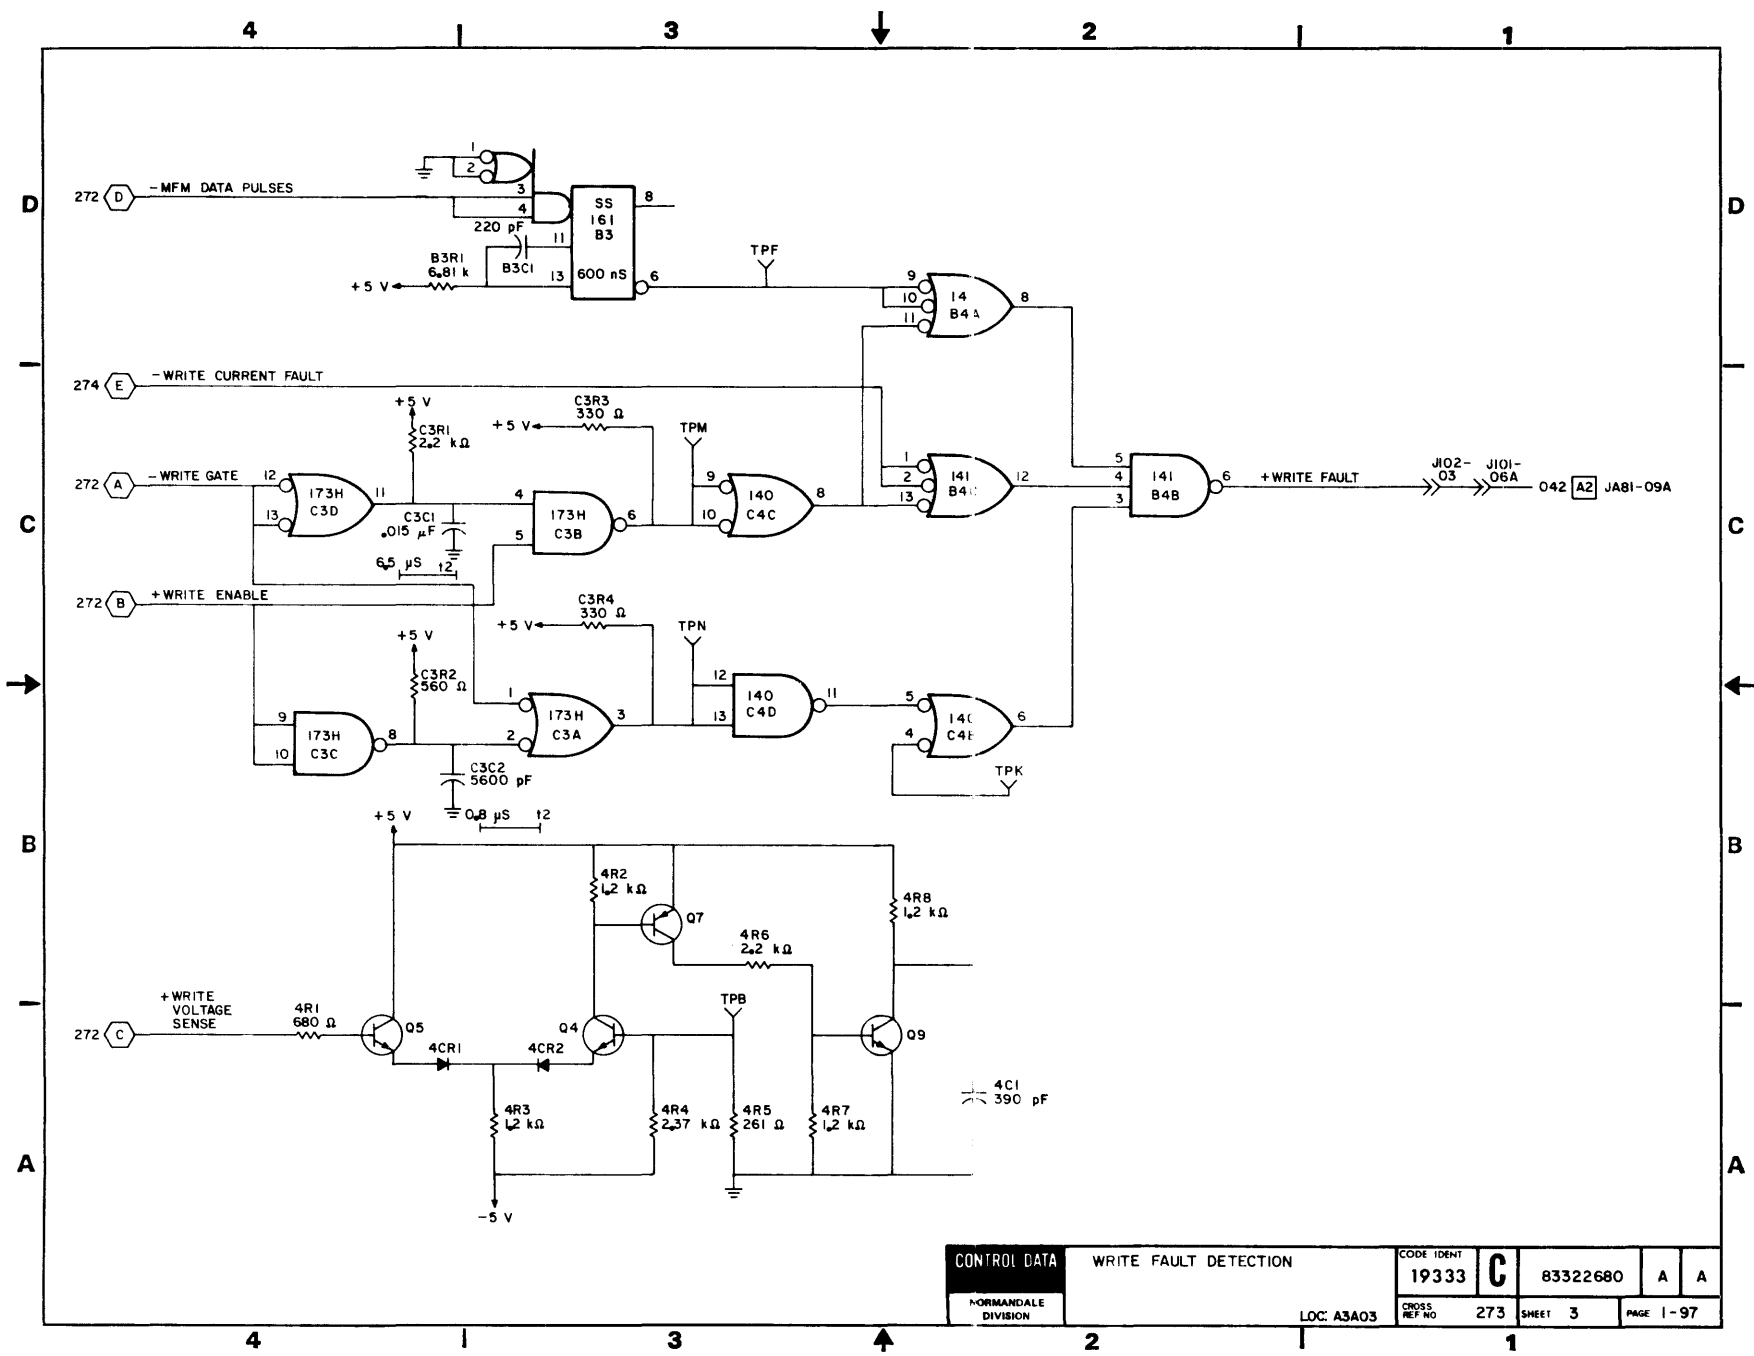 4 3 2 1
D
1
2
272 D -MFM DATA PULSES
3
4
8
SS
161
B3
220 pF
11
B3C1
B3R1
6.81 k
+5 V
13
600 nS
6
TPF
9
10
11
14
B4A
8
D
274 E -WRITE CURRENT FAULT
+5 V
C3R1
2.2 kΩ
C3R3
330 Ω
+5 V
TPM
272 A -WRITE GATE
12
13
173H
C3D
11
C3C1
.015 µF
6.5 µS t2
4
5
173H
C3B
6
9
10
140
C4C
8
1
2
13
141
B4
12
5
4
3
141
B4B
6
+WRITE FAULT
J102-
03
J101-
06A
042 A2 JA81-09A
C
C
272 B +WRITE ENABLE
+5 V
C3R2
560 Ω
C3R4
330 Ω
+5 V
TPN
9
10
173H
C3C
8
C3C2
5600 pF
0.8 µS t2
1
2
173H
C3A
3
12
13
140
C4D
11
5
4
14
C4
6
TPK
B
B
+5 V
4R2
1.2 kΩ
Q7
4R6
2.2 kΩ
4R8
1.2 kΩ
+WRITE
VOLTAGE
SENSE
272 C
4R1
680 Ω
Q5
4CR1
4CR2
Q4
TPB
Q9
4R3
1.2 kΩ
4R4
2.37 kΩ
4R5
261 Ω
4R7
1.2 kΩ
4C1
390 pF
-5 V
A
A
CONTROL DATA
NORMANDALE
DIVISION
WRITE FAULT DETECTION
LOC: A3A03
CODE IDENT
19333
C
83322680
A
A
CROSS
REF NO
273
SHEET 3
PAGE 1-97
4 3 2 1